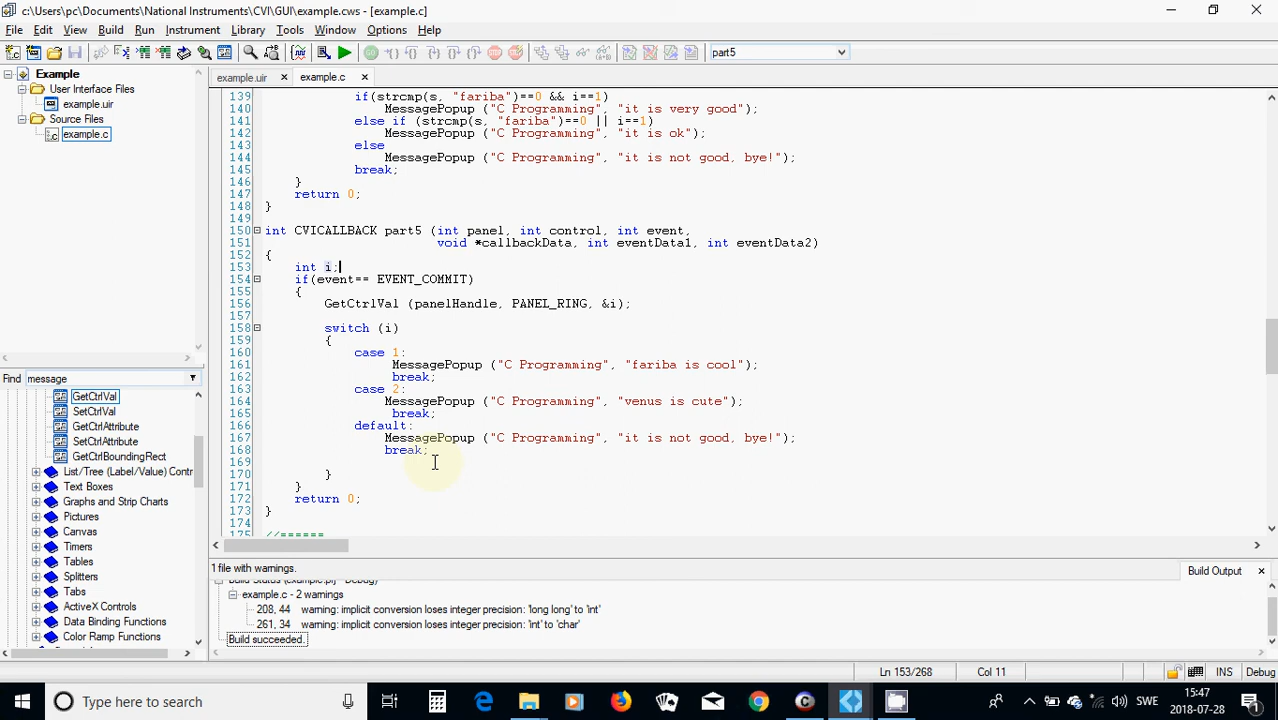 c:\Users\pc\Documents\National Instruments\CVI\GUI\example.cws - [example.c]
File Edit View Build Run Instrument Library Tools Window Options Help
part5
Example
User Interface Files
example.uir
Source Files
example.c
example.uir example.c
139 if(strcmp(s, "fariba")==0 && i==1)
140 MessagePopup ("C Programming", "it is very good");
141 else if (strcmp(s, "fariba")==0 || i==1)
142 MessagePopup ("C Programming", "it is ok");
143 else
144 MessagePopup ("C Programming", "it is not good, bye!");
145 break;
146 }
147 return 0;
148 }
149
150 int CVICALLBACK part5 (int panel, int control, int event,
151 void *callbackData, int eventData1, int eventData2)
152 {
153 int i;
154 if(event== EVENT_COMMIT)
155 {
156 GetCtrlVal (panelHandle, PANEL_RING, &i);
157
158 switch (i)
159 {
160 case 1:
161 MessagePopup ("C Programming", "fariba is cool");
162 break;
163 case 2:
164 MessagePopup ("C Programming", "venus is cute");
165 break;
166 default:
167 MessagePopup ("C Programming", "it is not good, bye!");
168 break;
169
170 }
171 }
172 return 0;
173 }
174
175 //======
Find message
GetCtrlVal
SetCtrlVal
GetCtrlAttribute
SetCtrlAttribute
GetCtrlBoundingRect
List/Tree (Label/Value) Controls
Text Boxes
Graphs and Strip Charts
Pictures
Canvas
Timers
Tables
Splitters
Tabs
ActiveX Controls
Data Binding Functions
Color Ramp Functions
1 file with warnings.
Build Output
Build Status (example.prj - Debug)
example.c - 2 warnings
208, 44 warning: implicit conversion loses integer precision: 'long long' to 'int'
261, 34 warning: implicit conversion loses integer precision: 'int' to 'char'
Build succeeded.
Ln 153/268 Col 11 INS Debug
Type here to search
SWE
15:47
2018-07-28